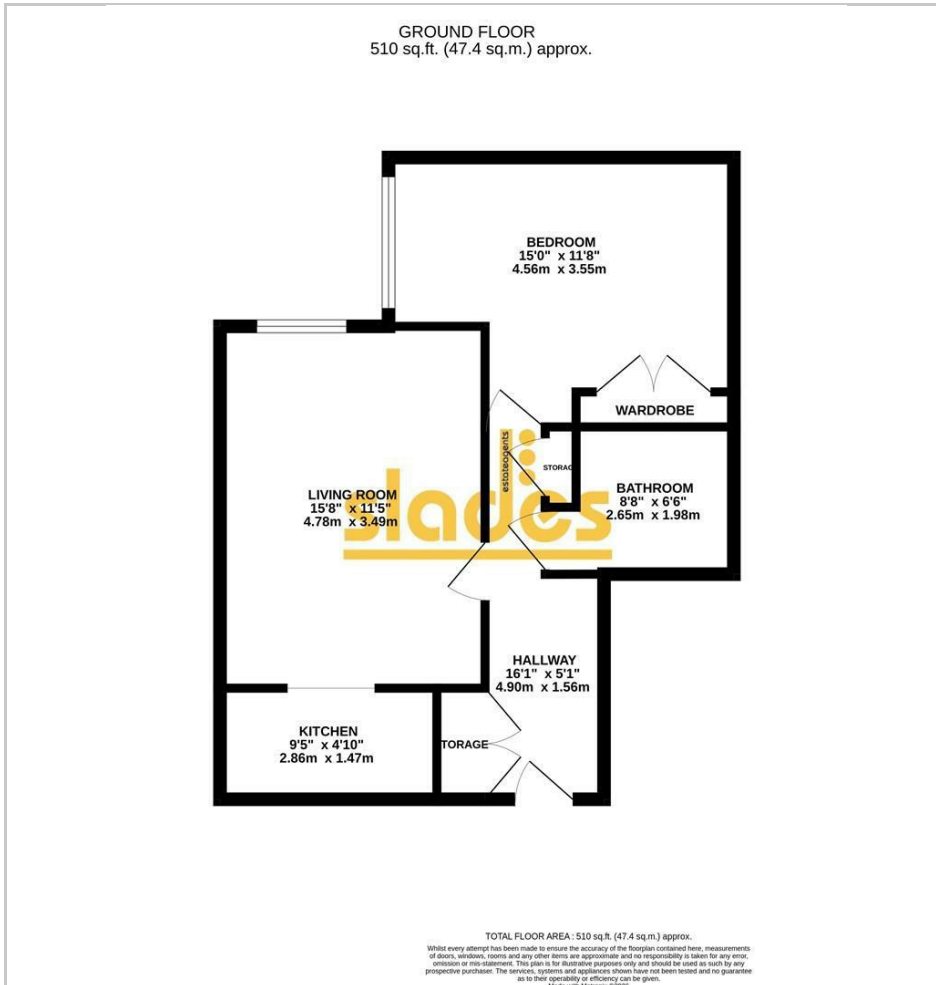 GROUND FLOOR
510 sq.ft. (47.4 sq.m.) approx.
BEDROOM
15'0" x 11'8"
4.56m x 3.55m
WARDROBE
STORAG
estateagents
slades
BATHROOM
8'8" x 6'6"
2.65m x 1.98m
LIVING ROOM
15'8" x 11'5"
4.78m x 3.49m
HALLWAY
16'1" x 5'1"
4.90m x 1.56m
KITCHEN
9'5" x 4'10"
2.86m x 1.47m
TORAGE
TOTAL FLOOR AREA : 510 sq.ft. (47.4 sq.m.) approx.
Whilst every attempt has been made to ensure the accuracy of the floorplan contained here, measurements
of doors, windows, rooms and any other items are approximate and no responsibility is taken for any error,
omission or mis-statement. This plan is for illustrative purposes only and should be used as such by any
prospective purchaser. The services, systems and appliances shown have not been tested and no guarantee
as to their operability or efficiency can be given.
Made with Metropix